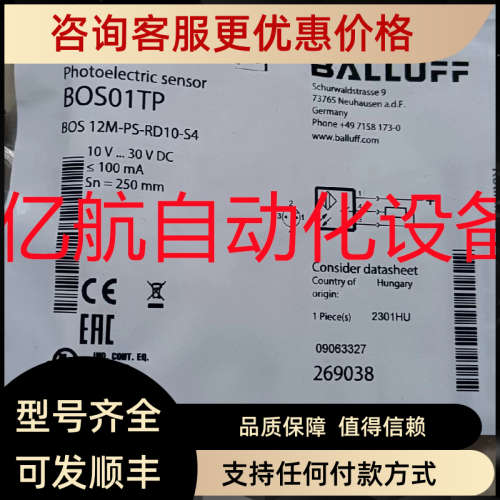 咨询客服更优惠价格
Photoelectric sensor
BOS01TP
BOS 12M-PS-RD10-S4
10 V ... 30 V DC
≤ 100 mA
Sn = 250 mm
BALLUFF
Schurwaldstrasse 9
73765 Neuhausen a.d.F.
Germany
Phone +49 7158 173-0
www.balluff.com
亿航自动化设备
Consider datasheet
Country of origin: Hungary
1 Piece(s) 2301HU
09063327
269038
CE
EAC
IND. CONT. EQ.
型号齐全
可发顺丰
品质保障 值得信赖
支持任何付款方式